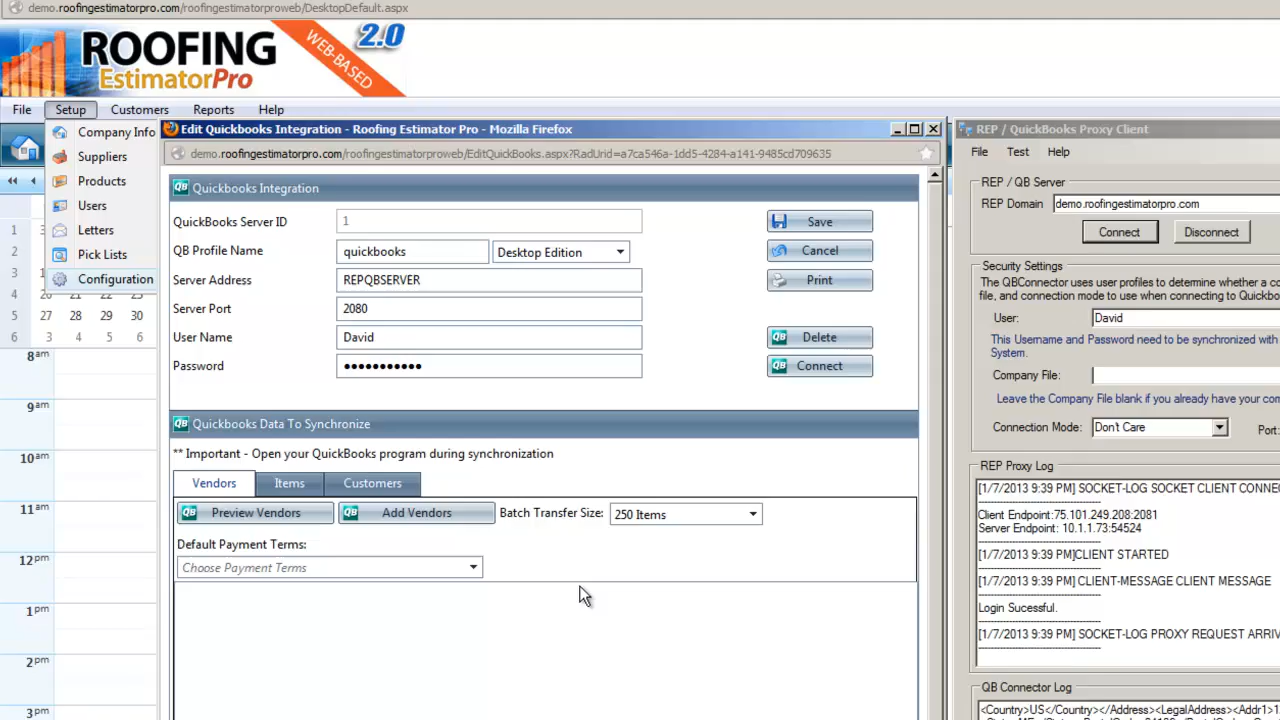 demo.roofingestimatorpro.com/roofingestimatorproweb/DesktopDefault.aspx
ROOFING
EstimatorPro
WEB-BASED
2.0
File Setup Customers Reports Help
Company Info
Suppliers
Products
Users
Letters
Pick Lists
Configuration
1
2
3
4
5 27 28 29 30
6 3 4 5 6
8am
9am
10am
11am
12pm
1pm
2pm
3pm
Edit Quickbooks Integration - Roofing Estimator Pro - Mozilla Firefox
demo.roofingestimatorpro.com/roofingestimatorproweb/EditQuickBooks.aspx?RadUrid=a7ca546a-1dd5-4284-a141-9485cd709635
QB Quickbooks Integration
QuickBooks Server ID 1 Save
QB Profile Name quickbooks Desktop Edition Cancel
Server Address REPQBSERVER Print
Server Port 2080
User Name David QB Delete
Password ●●●●●●●●●●● QB Connect
QB Quickbooks Data To Synchronize
** Important - Open your QuickBooks program during synchronization
Vendors Items Customers
QB Preview Vendors QB Add Vendors Batch Transfer Size: 250 Items
Default Payment Terms:
Choose Payment Terms
REP / QuickBooks Proxy Client
File Test Help
REP / QB Server
REP Domain demo.roofingestimatorpro.com
Connect Disconnect
Security Settings
The QBConnector uses user profiles to determine whether a co
file, and connection mode to use when connecting to Quickbo
User: David
This Username and Password need to be synchronized with
System.
Company File:
Leave the Company File blank if you already have your com
Connection Mode: Don't Care Port:
REP Proxy Log
[1/7/2013 9:39 PM] SOCKET-LOG SOCKET CLIENT CONNE
Client Endpoint:75.101.249.208:2081
Server Endpoint: 10.1.1.73:54524
[1/7/2013 9:39 PM]CLIENT STARTED
[1/7/2013 9:39 PM] CLIENT-MESSAGE CLIENT MESSAGE
Login Sucessful.
[1/7/2013 9:39 PM] SOCKET-LOG PROXY REQUEST ARRIV
QB Connector Log
<Country>US</Country></Address><LegalAddress><Addr1>1